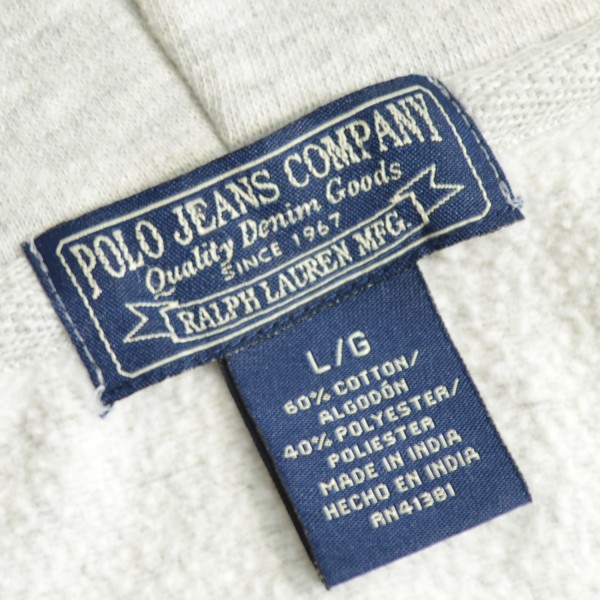 POLO JEANS COMPANY
Quality Denim Goods
SINCE 1967
RALPH LAUREN MFG.
L/G
60% COTTON/
ALGODÓN
40% POLYESTER/
POLIESTER
MADE IN INDIA
HECHO EN INDIA
RN41381